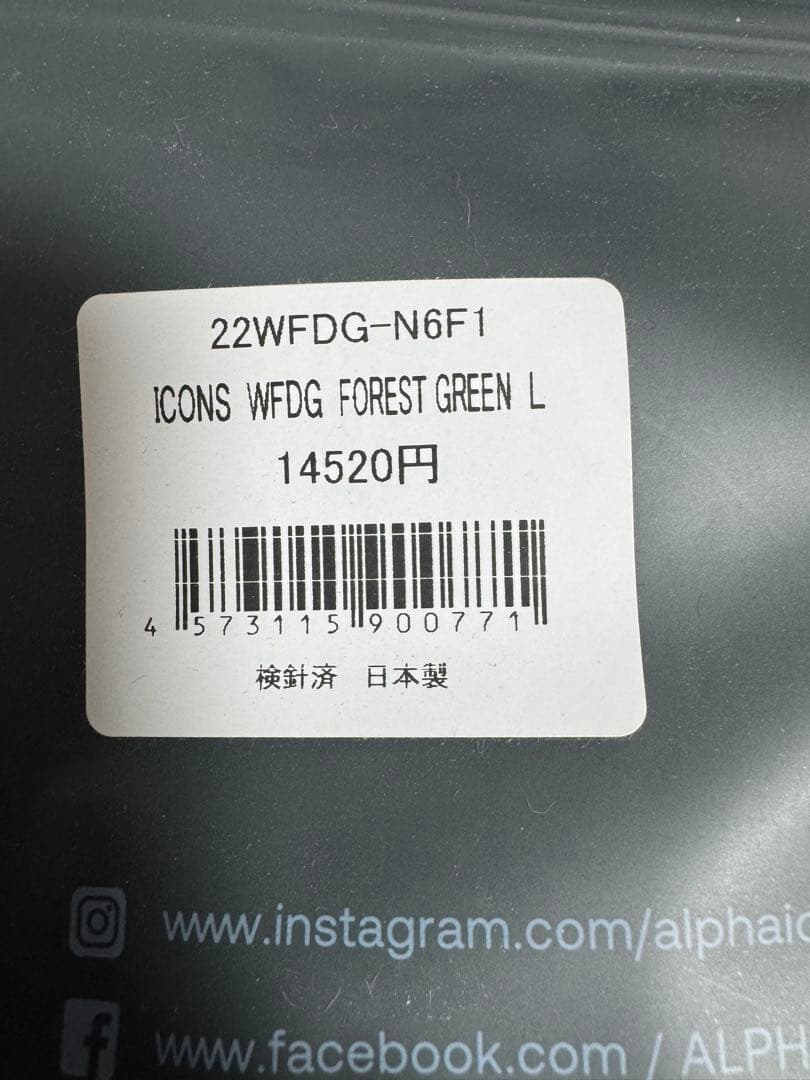 22WFDG-N6F1
ICONS WFDG FOREST GREEN L
14520円
4 573115 900771
検針済 日本製
www.instagram.com/alphaic
www.facebook.com / ALPH